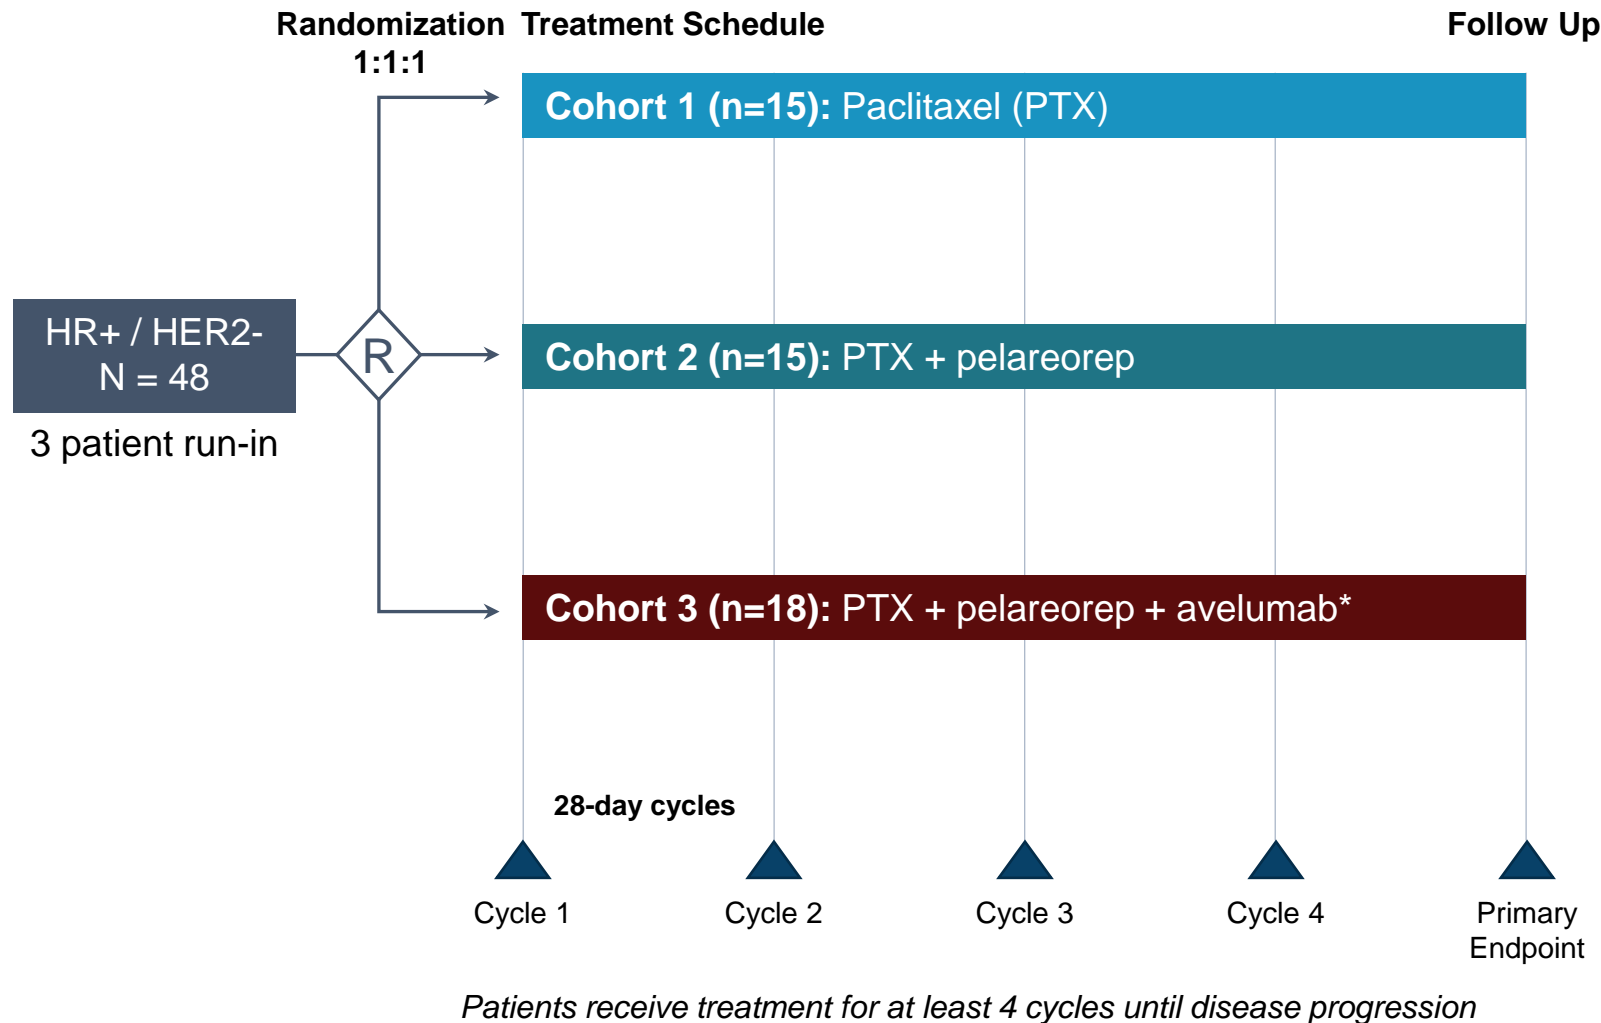 Randomization
1:1:1
Treatment Schedule
Follow Up
Cohort 1 (n=15): Paclitaxel (PTX)
HR+ / HER2-
N = 48
3 patient run-in
R
Cohort 2 (n=15): PTX + pelareorep
Cohort 3 (n=18): PTX + pelareorep + avelumab*
28-day cycles
Cycle 1
Cycle 2
Cycle 3
Cycle 4
Primary
Endpoint
Patients receive treatment for at least 4 cycles until disease progression